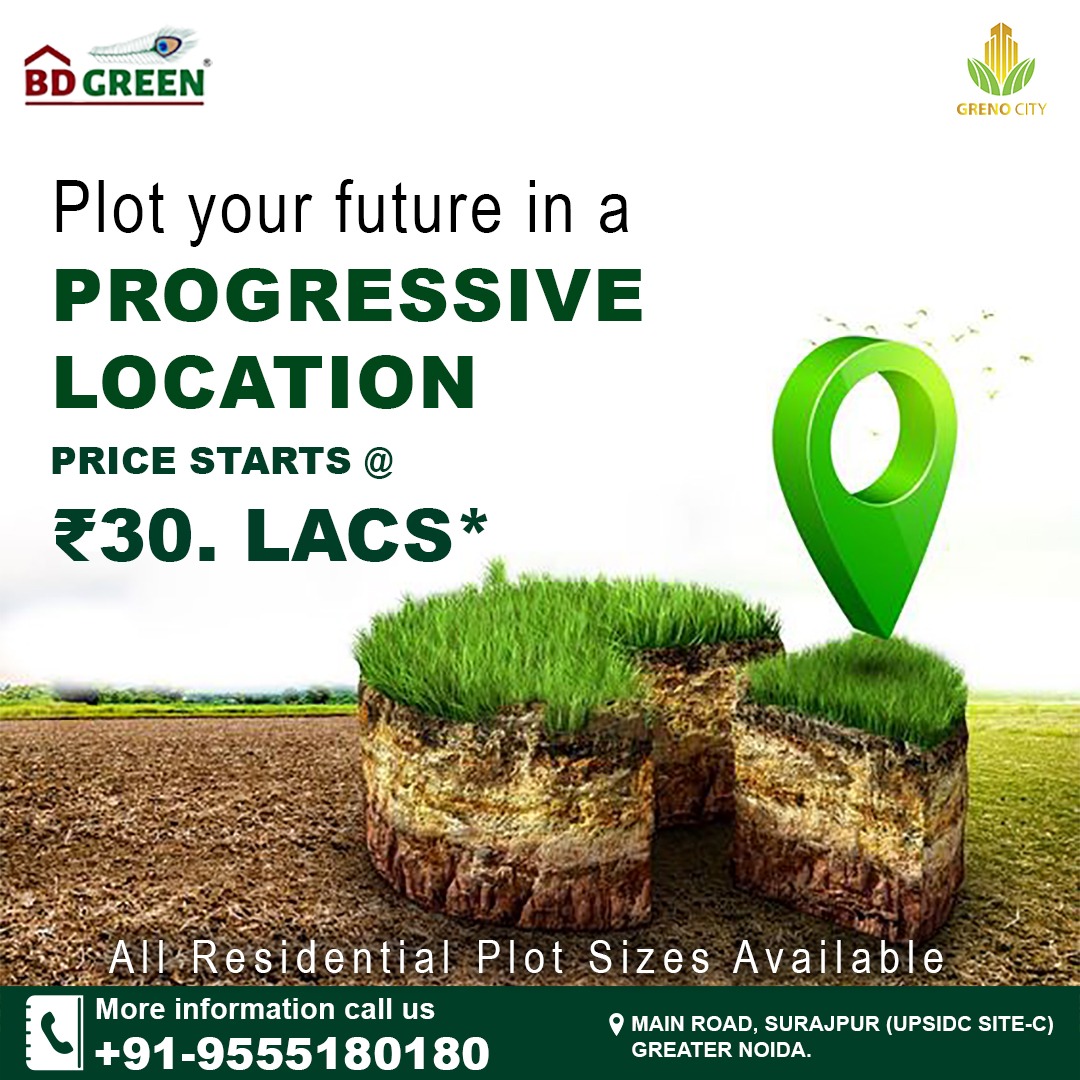 BD GREEN®
GRENO CITY
Plot your future in a
PROGRESSIVE
LOCATION
PRICE STARTS @
₹30. LACS*
All Residential Plot Sizes Available
More information call us
+91-9555180180
MAIN ROAD, SURAJPUR (UPSIDC SITE-C)
GREATER NOIDA.